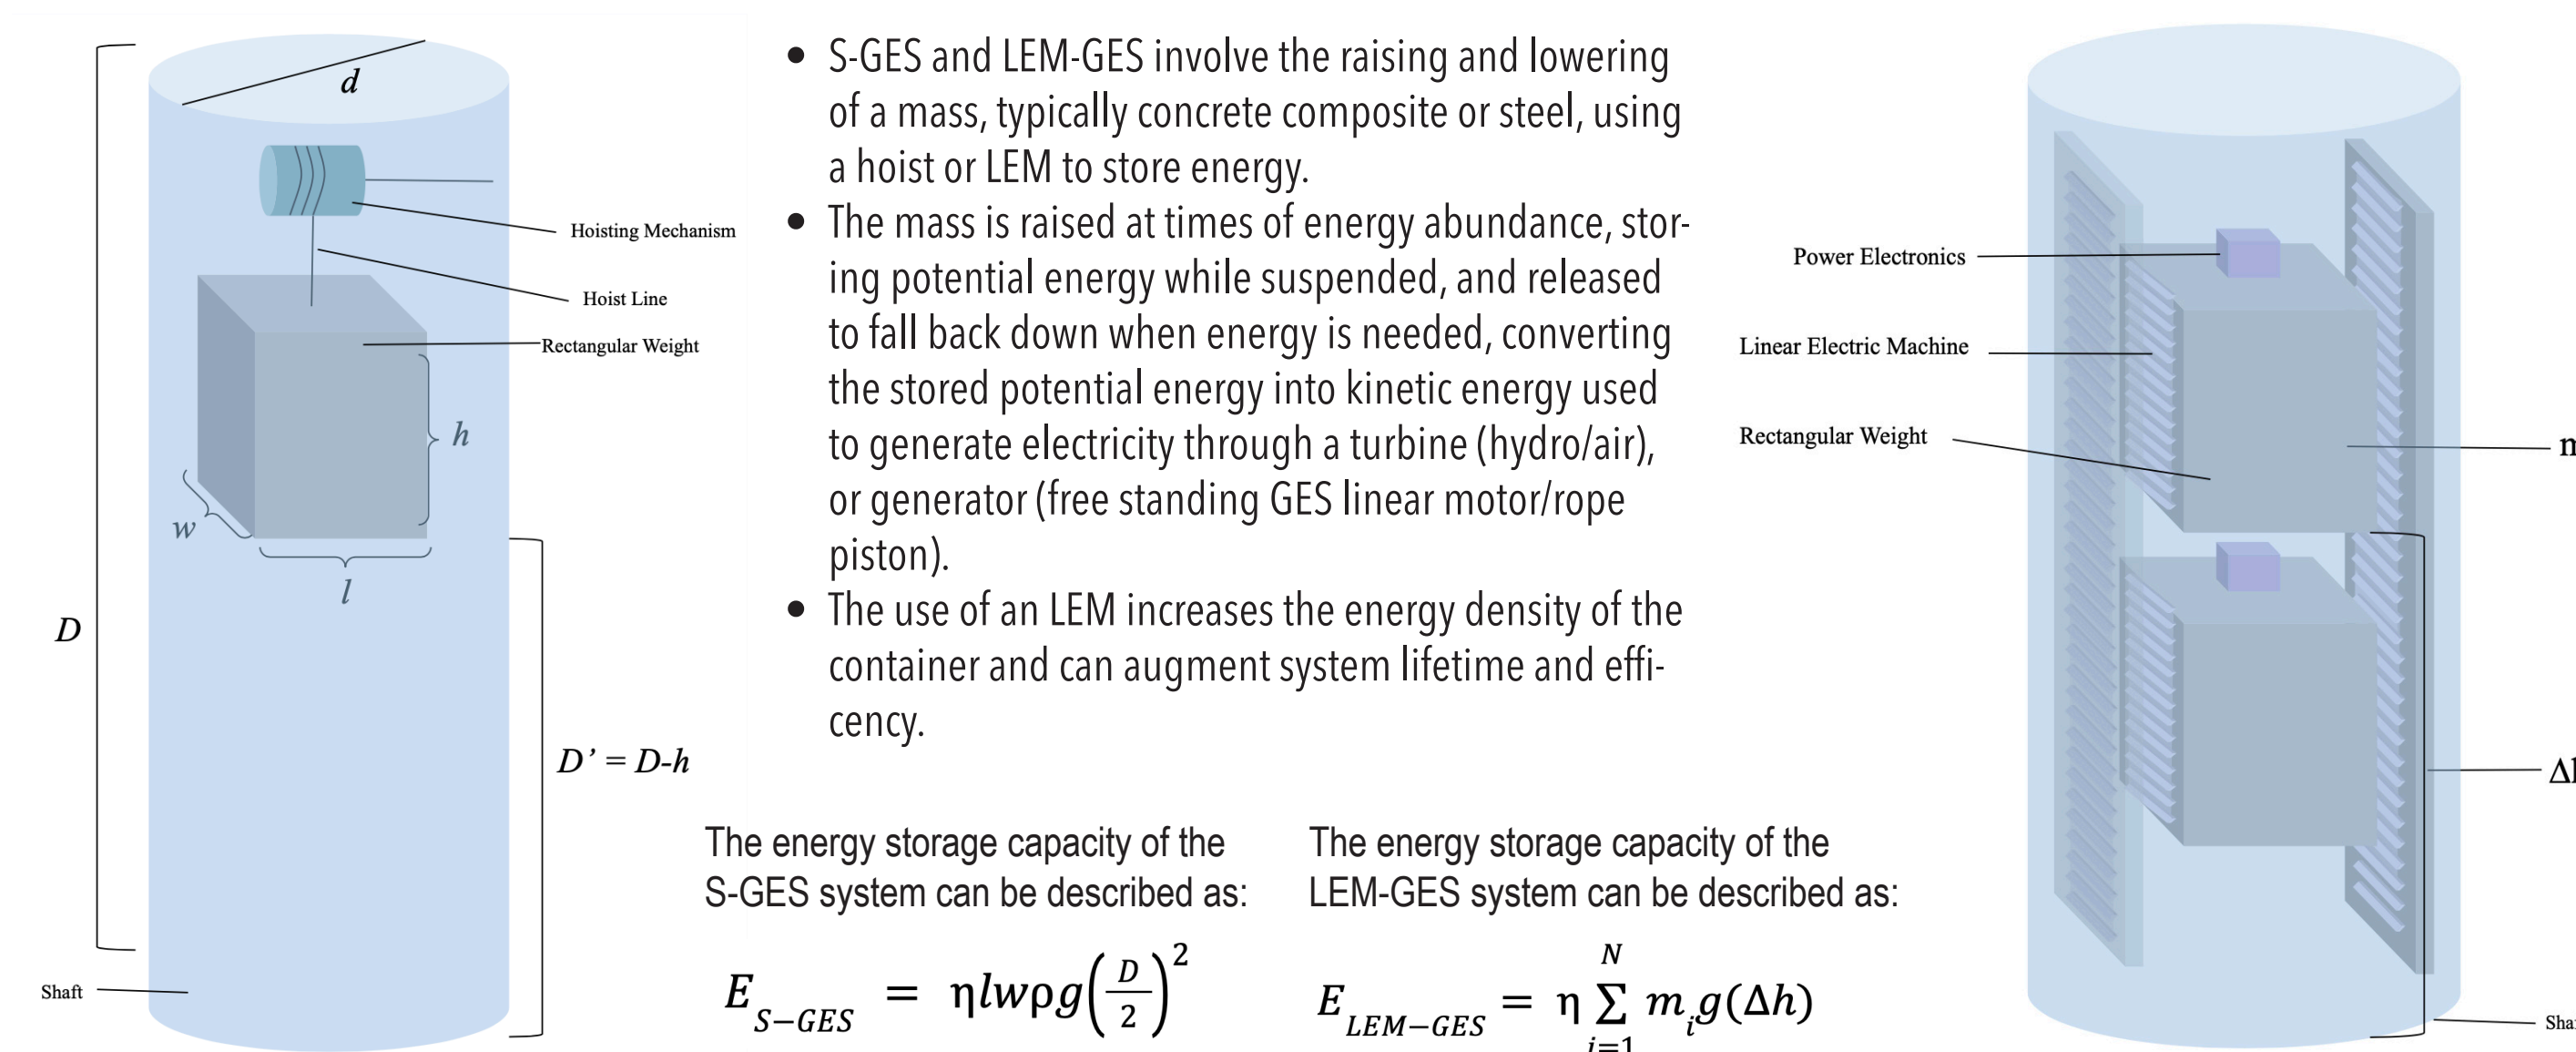 d
Hoisting Mechanism
Hoist Line
Rectangular Weight
h
w
l
D
D’ = D-h
Shaft
• S-GES and LEM-GES involve the raising and lowering
of a mass, typically concrete composite or steel, using
a hoist or LEM to store energy.
• The mass is raised at times of energy abundance, stor-
ing potential energy while suspended, and released
to fall back down when energy is needed, converting
the stored potential energy into kinetic energy used
to generate electricity through a turbine (hydro/air),
or generator (free standing GES linear motor/rope
piston).
• The use of an LEM increases the energy density of the
container and can augment system lifetime and effi-
cency.
The energy storage capacity of the
S-GES system can be described as:
E_{S−GES} = ηlwρg(D/2)^2
The energy storage capacity of the
LEM-GES system can be described as:
E_{LEM−GES} = η∑_{i=1}^{N} m_i g(Δh)
Power Electronics
Linear Electric Machine
Rectangular Weight